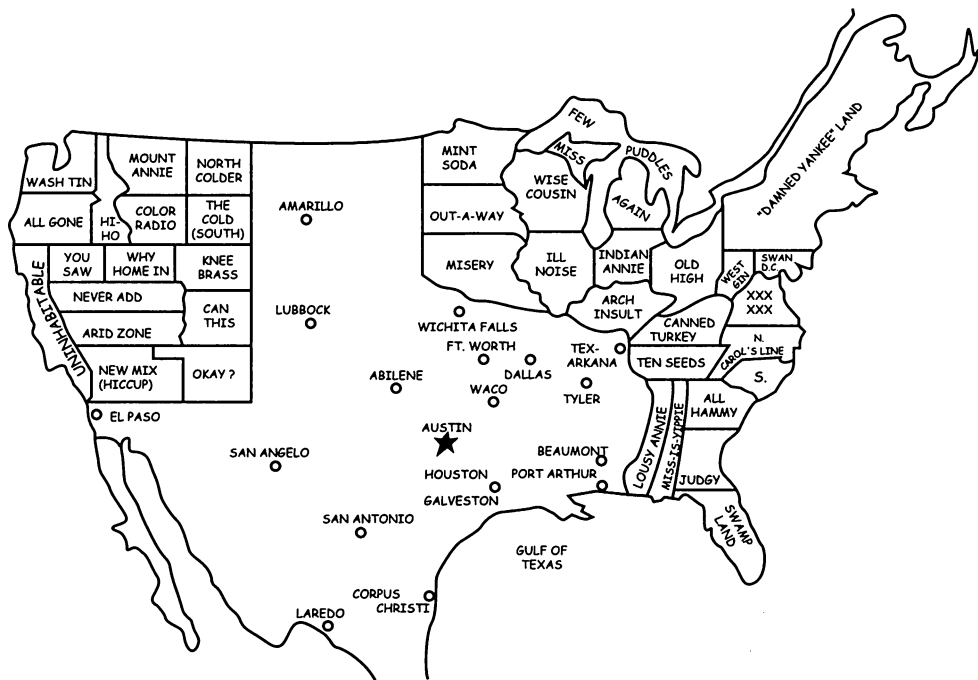 FEW
MISS
PUDDLES
AGAIN
"DAMNED YANKEE" LAND
WASH TIN
MOUNT
ANNIE
NORTH
COLDER
MINT
SODA
WISE
COUSIN
ALL GONE
HI-
HO
COLOR
RADIO
THE
COLD
(SOUTH)
AMARILLO
OUT-A-WAY
UNINHABITABLE
YOU
SAW
WHY
HOME IN
KNEE
BRASS
MISERY
ILL
NOISE
INDIAN
ANNIE
OLD
HIGH
WEST
GIN
SWAN
D.C.
NEVER ADD
CAN
THIS
LUBBOCK
WICHITA FALLS
ARCH
INSULT
CANNED
TURKEY
XXX
XXX
ARID ZONE
FT. WORTH
DALLAS
TEX-
ARKANA
TEN SEEDS
N.
CAROL'S LINE
S.
NEW MIX
(HICCUP)
OKAY ?
ABILENE
WACO
TYLER
EL PASO
AUSTIN
LOUSY ANNIE
MISS-IS-YIPPIE
ALL
HAMMY
SAN ANGELO
HOUSTON
GALVESTON
BEAUMONT
PORT ARTHUR
JUDGY
SWAMP
LAND
SAN ANTONIO
GULF OF
TEXAS
CORPUS
CHRISTI
LAREDO